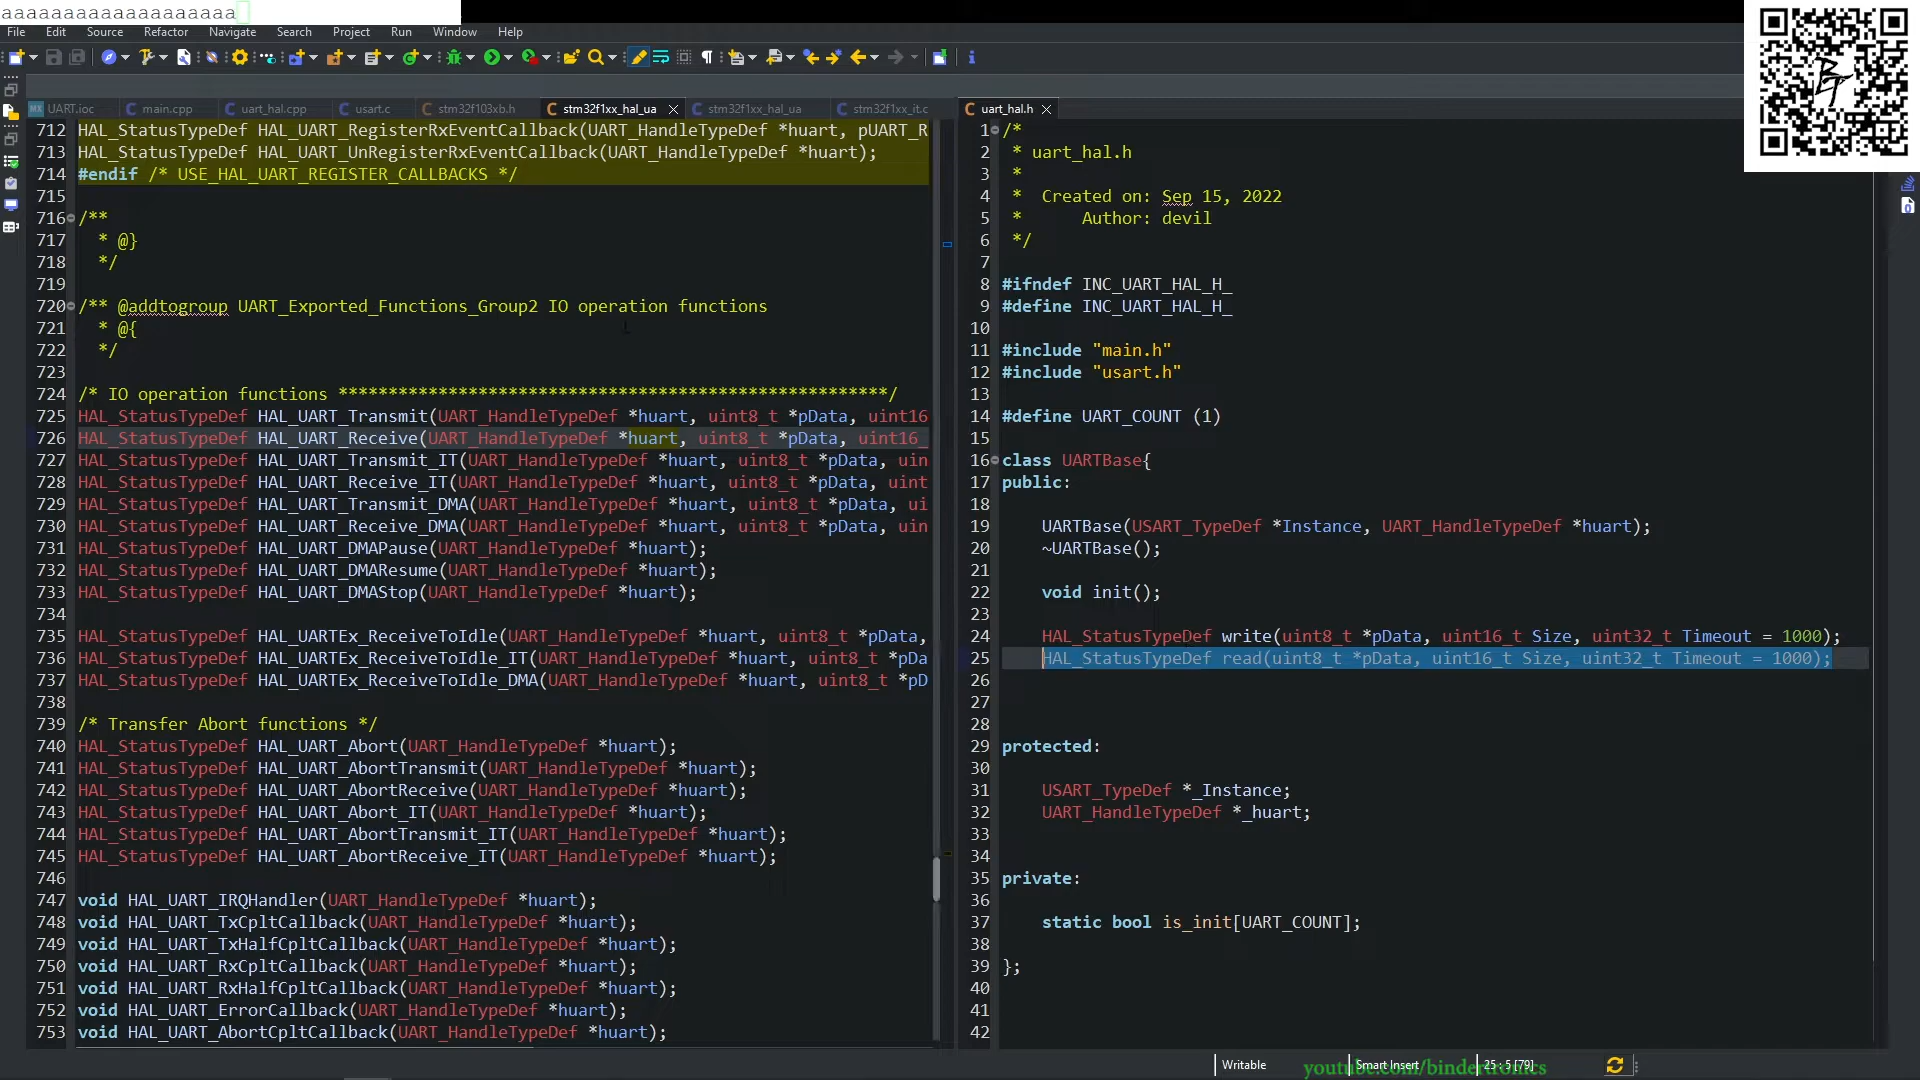 aaaaaaaaaaaaaaaaaaa
File Edit Source Refactor Navigate Search Project Run Window Help
UART.ioc main.cpp uart_hal.cpp usart.c stm32f103xb.h stm32f1xx_hal_ua stm32f1xx_hal_ua stm32f1xx_it.c
712 HAL_StatusTypeDef HAL_UART_RegisterRxEventCallback(UART_HandleTypeDef *huart, pUART_R
713 HAL_StatusTypeDef HAL_UART_UnRegisterRxEventCallback(UART_HandleTypeDef *huart);
714 #endif /* USE_HAL_UART_REGISTER_CALLBACKS */
715
716 /**
717 * @}
718 */
719
720 /** @addtogroup UART_Exported_Functions_Group2 IO operation functions
721 * @{
722 */
723
724 /* IO operation functions *******************************************************/
725 HAL_StatusTypeDef HAL_UART_Transmit(UART_HandleTypeDef *huart, uint8_t *pData, uint16
726 HAL_StatusTypeDef HAL_UART_Receive(UART_HandleTypeDef *huart, uint8_t *pData, uint16_
727 HAL_StatusTypeDef HAL_UART_Transmit_IT(UART_HandleTypeDef *huart, uint8_t *pData, uin
728 HAL_StatusTypeDef HAL_UART_Receive_IT(UART_HandleTypeDef *huart, uint8_t *pData, uint
729 HAL_StatusTypeDef HAL_UART_Transmit_DMA(UART_HandleTypeDef *huart, uint8_t *pData, ui
730 HAL_StatusTypeDef HAL_UART_Receive_DMA(UART_HandleTypeDef *huart, uint8_t *pData, uin
731 HAL_StatusTypeDef HAL_UART_DMAPause(UART_HandleTypeDef *huart);
732 HAL_StatusTypeDef HAL_UART_DMAResume(UART_HandleTypeDef *huart);
733 HAL_StatusTypeDef HAL_UART_DMAStop(UART_HandleTypeDef *huart);
734
735 HAL_StatusTypeDef HAL_UARTEx_ReceiveToIdle(UART_HandleTypeDef *huart, uint8_t *pData,
736 HAL_StatusTypeDef HAL_UARTEx_ReceiveToIdle_IT(UART_HandleTypeDef *huart, uint8_t *pDa
737 HAL_StatusTypeDef HAL_UARTEx_ReceiveToIdle_DMA(UART_HandleTypeDef *huart, uint8_t *pD
738
739 /* Transfer Abort functions */
740 HAL_StatusTypeDef HAL_UART_Abort(UART_HandleTypeDef *huart);
741 HAL_StatusTypeDef HAL_UART_AbortTransmit(UART_HandleTypeDef *huart);
742 HAL_StatusTypeDef HAL_UART_AbortReceive(UART_HandleTypeDef *huart);
743 HAL_StatusTypeDef HAL_UART_Abort_IT(UART_HandleTypeDef *huart);
744 HAL_StatusTypeDef HAL_UART_AbortTransmit_IT(UART_HandleTypeDef *huart);
745 HAL_StatusTypeDef HAL_UART_AbortReceive_IT(UART_HandleTypeDef *huart);
746
747 void HAL_UART_IRQHandler(UART_HandleTypeDef *huart);
748 void HAL_UART_TxCpltCallback(UART_HandleTypeDef *huart);
749 void HAL_UART_TxHalfCpltCallback(UART_HandleTypeDef *huart);
750 void HAL_UART_RxCpltCallback(UART_HandleTypeDef *huart);
751 void HAL_UART_RxHalfCpltCallback(UART_HandleTypeDef *huart);
752 void HAL_UART_ErrorCallback(UART_HandleTypeDef *huart);
753 void HAL_UART_AbortCpltCallback(UART_HandleTypeDef *huart);
uart_hal.h
1 /*
2 * uart_hal.h
3 *
4 * Created on: Sep 15, 2022
5 * Author: devil
6 */
7
8 #ifndef INC_UART_HAL_H_
9 #define INC_UART_HAL_H_
10
11 #include "main.h"
12 #include "usart.h"
13
14 #define UART_COUNT (1)
15
16 class UARTBase{
17 public:
18
19 UARTBase(USART_TypeDef *Instance, UART_HandleTypeDef *huart);
20 ~UARTBase();
21
22 void init();
23
24 HAL_StatusTypeDef write(uint8_t *pData, uint16_t Size, uint32_t Timeout = 1000);
25 HAL_StatusTypeDef read(uint8_t *pData, uint16_t Size, uint32_t Timeout = 1000);
26
27
28
29 protected:
30
31 USART_TypeDef *_Instance;
32 UART_HandleTypeDef *_huart;
33
34
35 private:
36
37 static bool is_init[UART_COUNT];
38
39 };
40
41
42
Writable Smart Insert 25 : 5 [79]
youtube.com/bindertronics